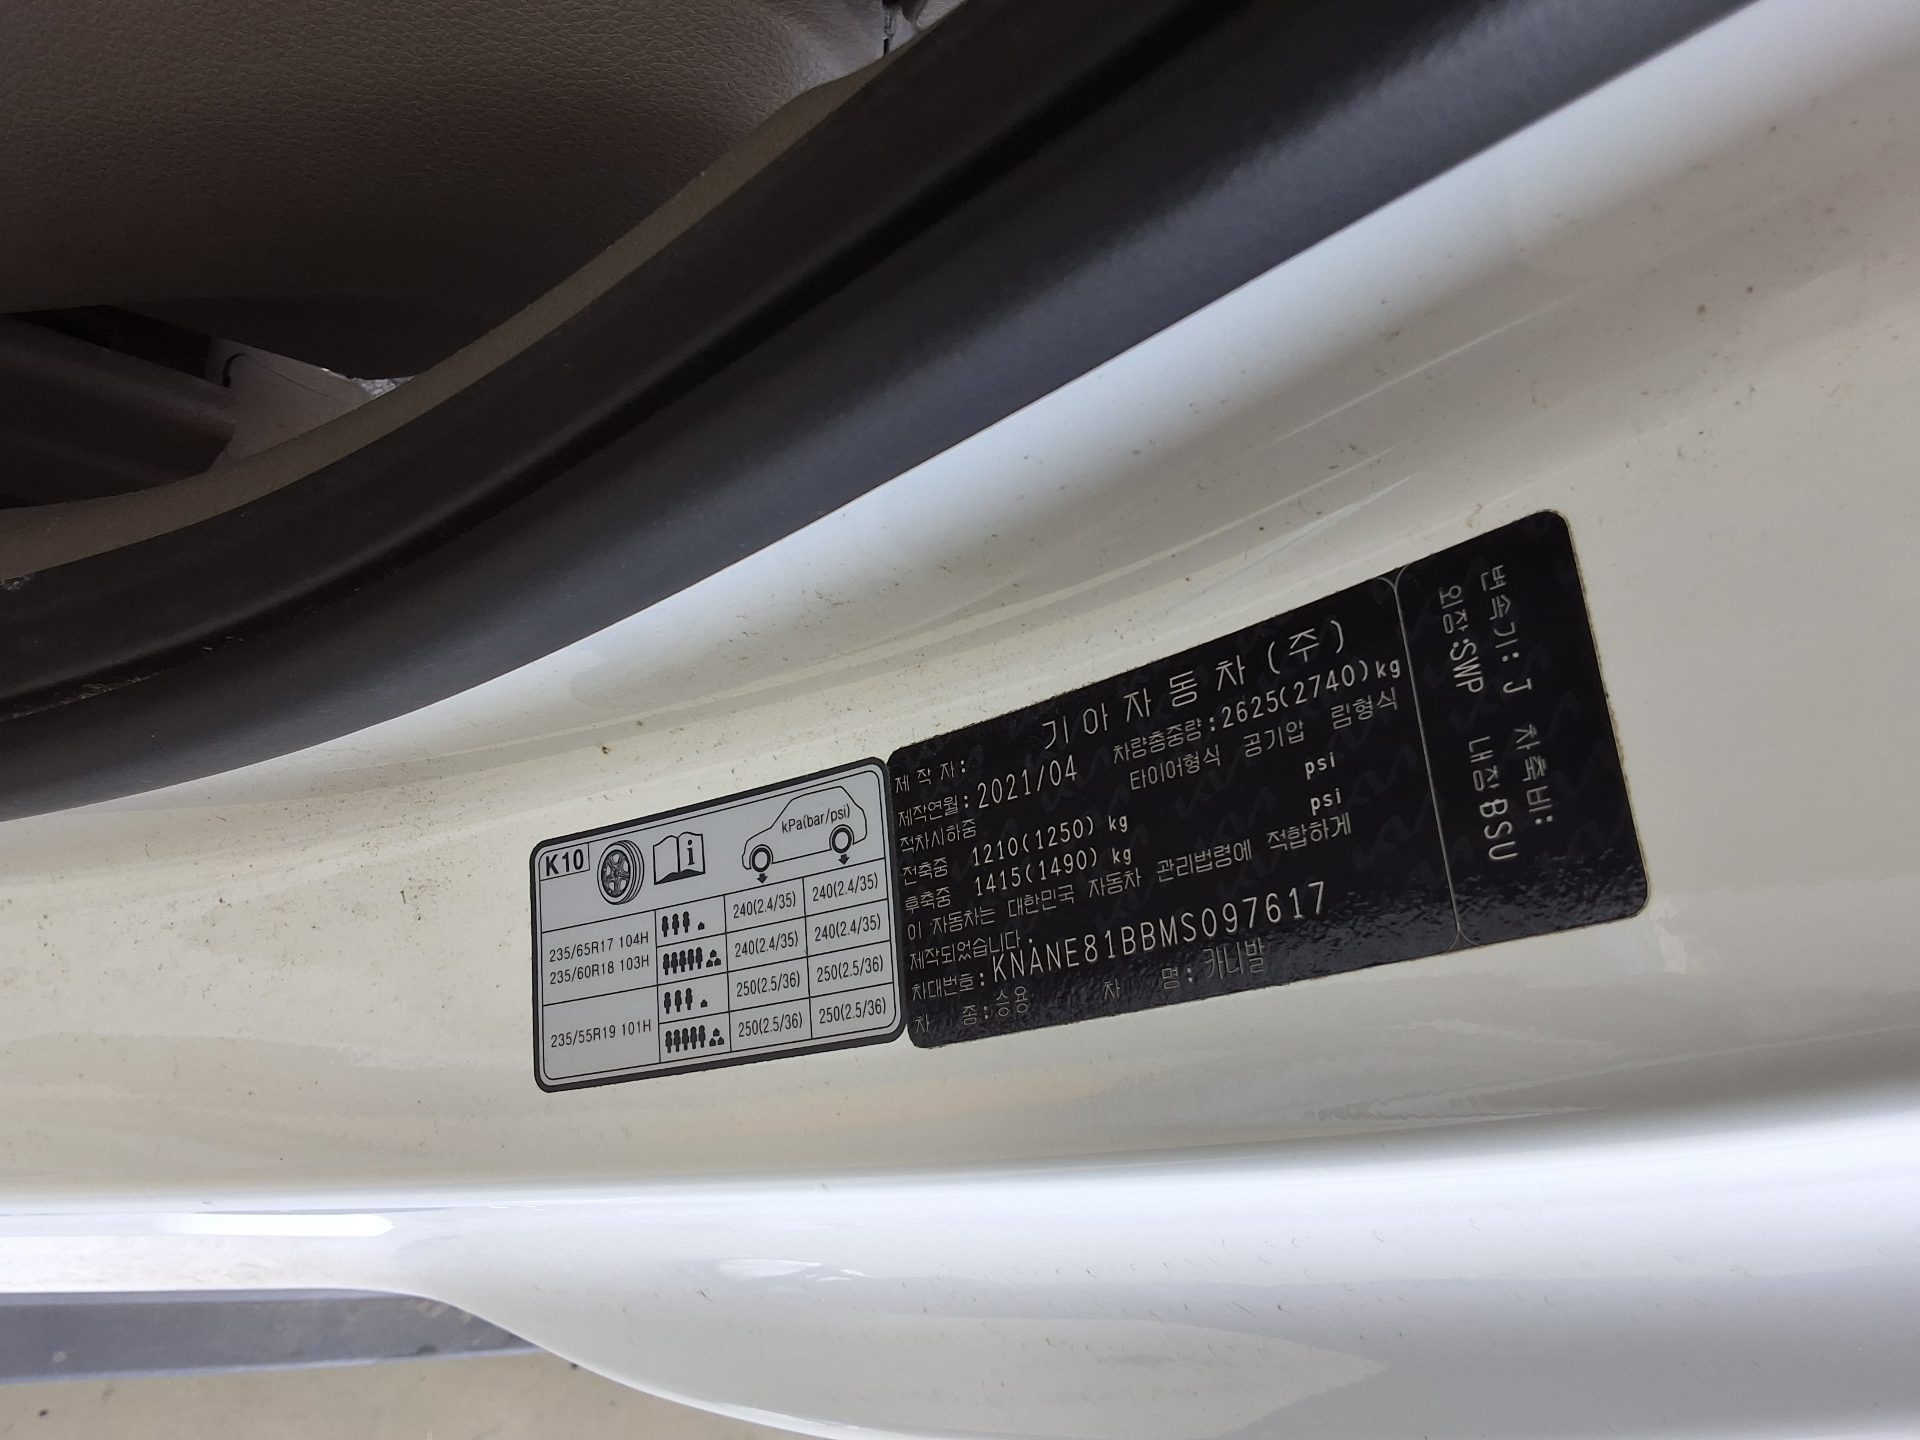 K10
i
kPa(bar/psi)
235/65R17 104H
235/60R18 103H
240(2.4/35) 240(2.4/35)
240(2.4/35) 240(2.4/35)
235/55R19 101H
250(2.5/36) 250(2.5/36)
250(2.5/36) 250(2.5/36)
제 작 자: 기아자동차(주)
제작연월:2021/04 차량총중량:2625(2740)kg
적차시하중 타이어형식 공기압 림형식
전축중 1210(1250) kg psi
후축중 1415(1490) kg psi
이 자동차는 대한민국 자동차 관리법령에 적합하게
제작되었습니다.
차대번호:KNANE81BBMS097617
차 종:승용 차 명:카니발
변속기: J 차축비:
외장:SWP 내장BSU